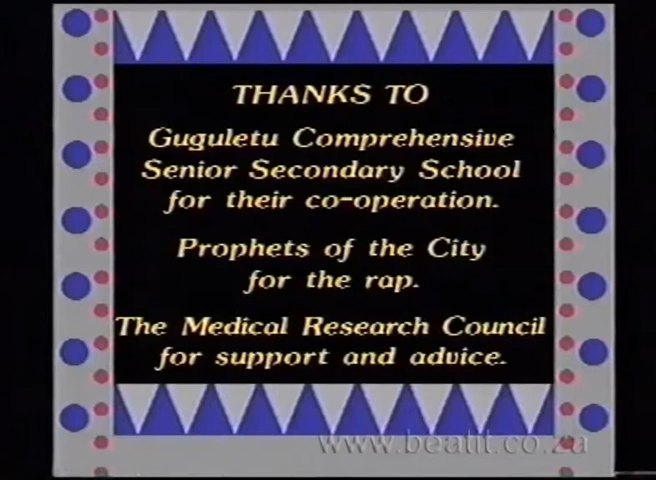 THANKS TO
Guguletu Comprehensive
Senior Secondary School
for their co-operation.
Prophets of the City
for the rap.
The Medical Research Council
for support and advice.
www.beatit.co.za